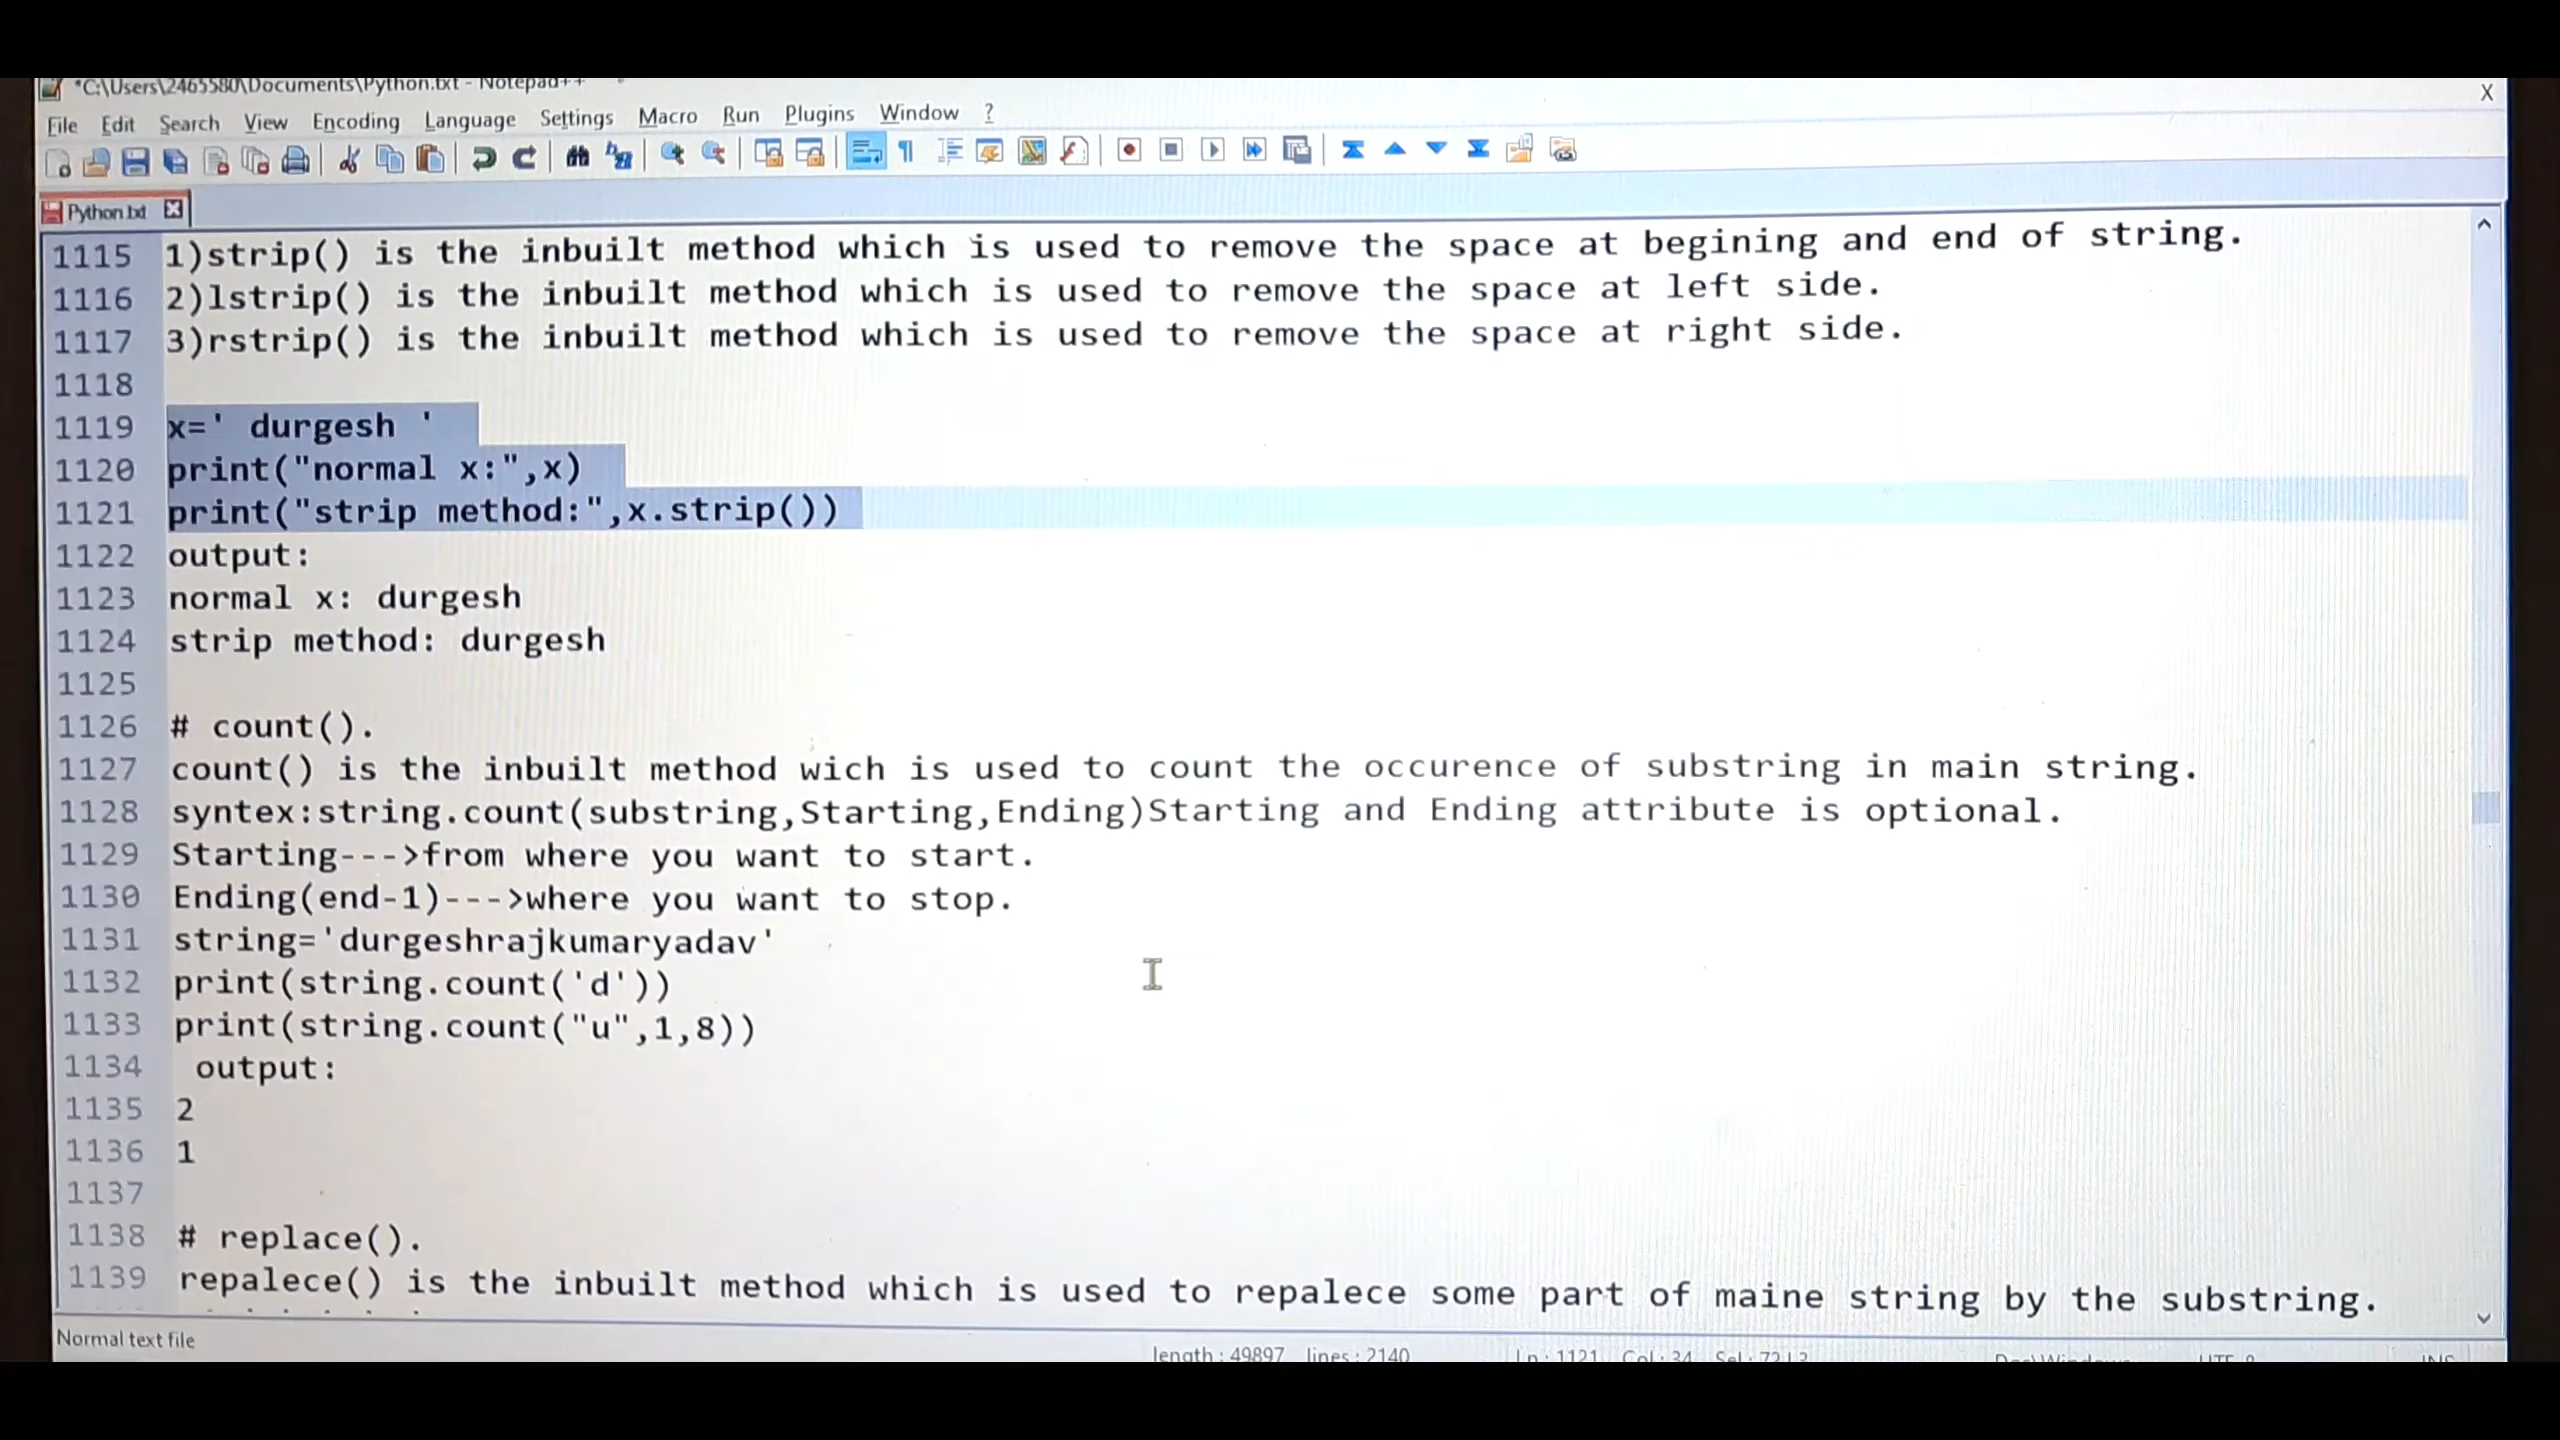 *C:\Users\2465580\Documents\Python.txt - Notepad++
X
File Edit Search View Encoding Language Settings Macro Run Plugins Window ?
Python.txt
1115 1)strip() is the inbuilt method which is used to remove the space at begining and end of string.
1116 2)lstrip() is the inbuilt method which is used to remove the space at left side.
1117 3)rstrip() is the inbuilt method which is used to remove the space at right side.
1118
1119 x=' durgesh '
1120 print("normal x:",x)
1121 print("strip method:",x.strip())
1122 output:
1123 normal x: durgesh
1124 strip method: durgesh
1125
1126 # count().
1127 count() is the inbuilt method wich is used to count the occurence of substring in main string.
1128 syntex:string.count(substring,Starting,Ending)Starting and Ending attribute is optional.
1129 Starting--->from where you want to start.
1130 Ending(end-1)--->where you want to stop.
1131 string='durgeshrajkumaryadav'
1132 print(string.count('d'))
1133 print(string.count("u",1,8))
1134 output:
1135 2
1136 1
1137
1138 # replace().
1139 repalece() is the inbuilt method which is used to repalece some part of maine string by the substring.
Normal text file
length : 49897 lines : 2140 Ln : 1121 Col : 34